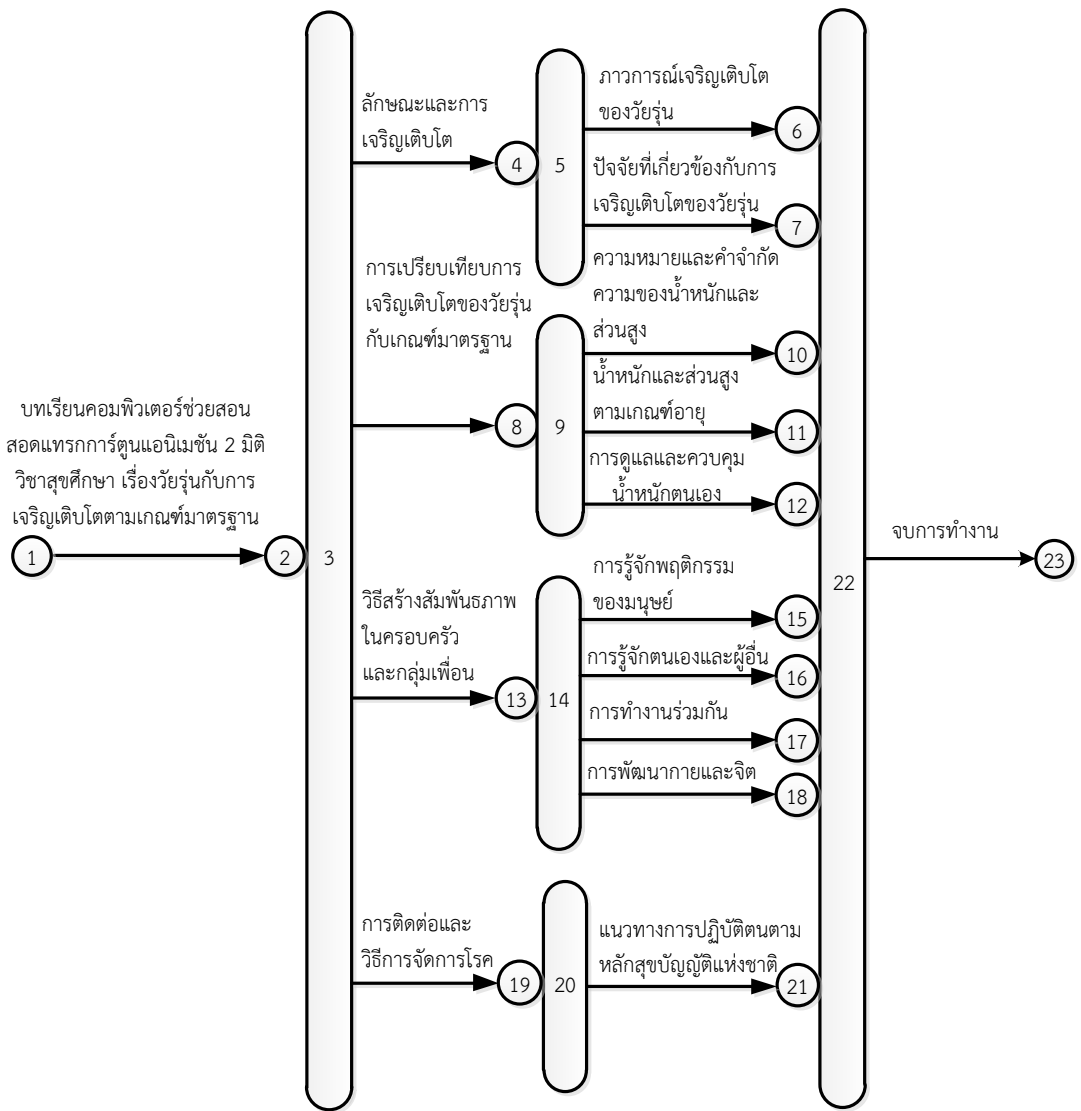 บทเรียนคอมพิวเตอร์ช่วยสอน
สอดแทรกการ์ตูนแอนิเมชัน 2 มิติ
วิชาสุขศึกษา เรื่องวัยรุ่นกับการ
เจริญเติบโตตามเกณฑ์มาตรฐาน
1
2
3
ลักษณะและการ
เจริญเติบโต
4
5
ภาวการณ์เจริญเติบโต
ของวัยรุ่น
6
ปัจจัยที่เกี่ยวข้องกับการ
เจริญเติบโตของวัยรุ่น
7
การเปรียบเทียบการ
เจริญเติบโตของวัยรุ่น
กับเกณฑ์มาตรฐาน
8
9
ความหมายและคำจำกัด
ความของน้ำหนักและ
ส่วนสูง
10
น้ำหนักและส่วนสูง
ตามเกณฑ์อายุ
11
การดูแลและควบคุม
น้ำหนักตนเอง
12
วิธีสร้างสัมพันธภาพ
ในครอบครัว
และกลุ่มเพื่อน
13
14
การรู้จักพฤติกรรม
ของมนุษย์
15
การรู้จักตนเองและผู้อื่น
16
การทำงานร่วมกัน
17
การพัฒนากายและจิต
18
การติดต่อและ
วิธีการจัดการโรค
19
20
แนวทางการปฏิบัติตนตาม
หลักสุขบัญญัติแห่งชาติ
21
22
จบการทำงาน
23